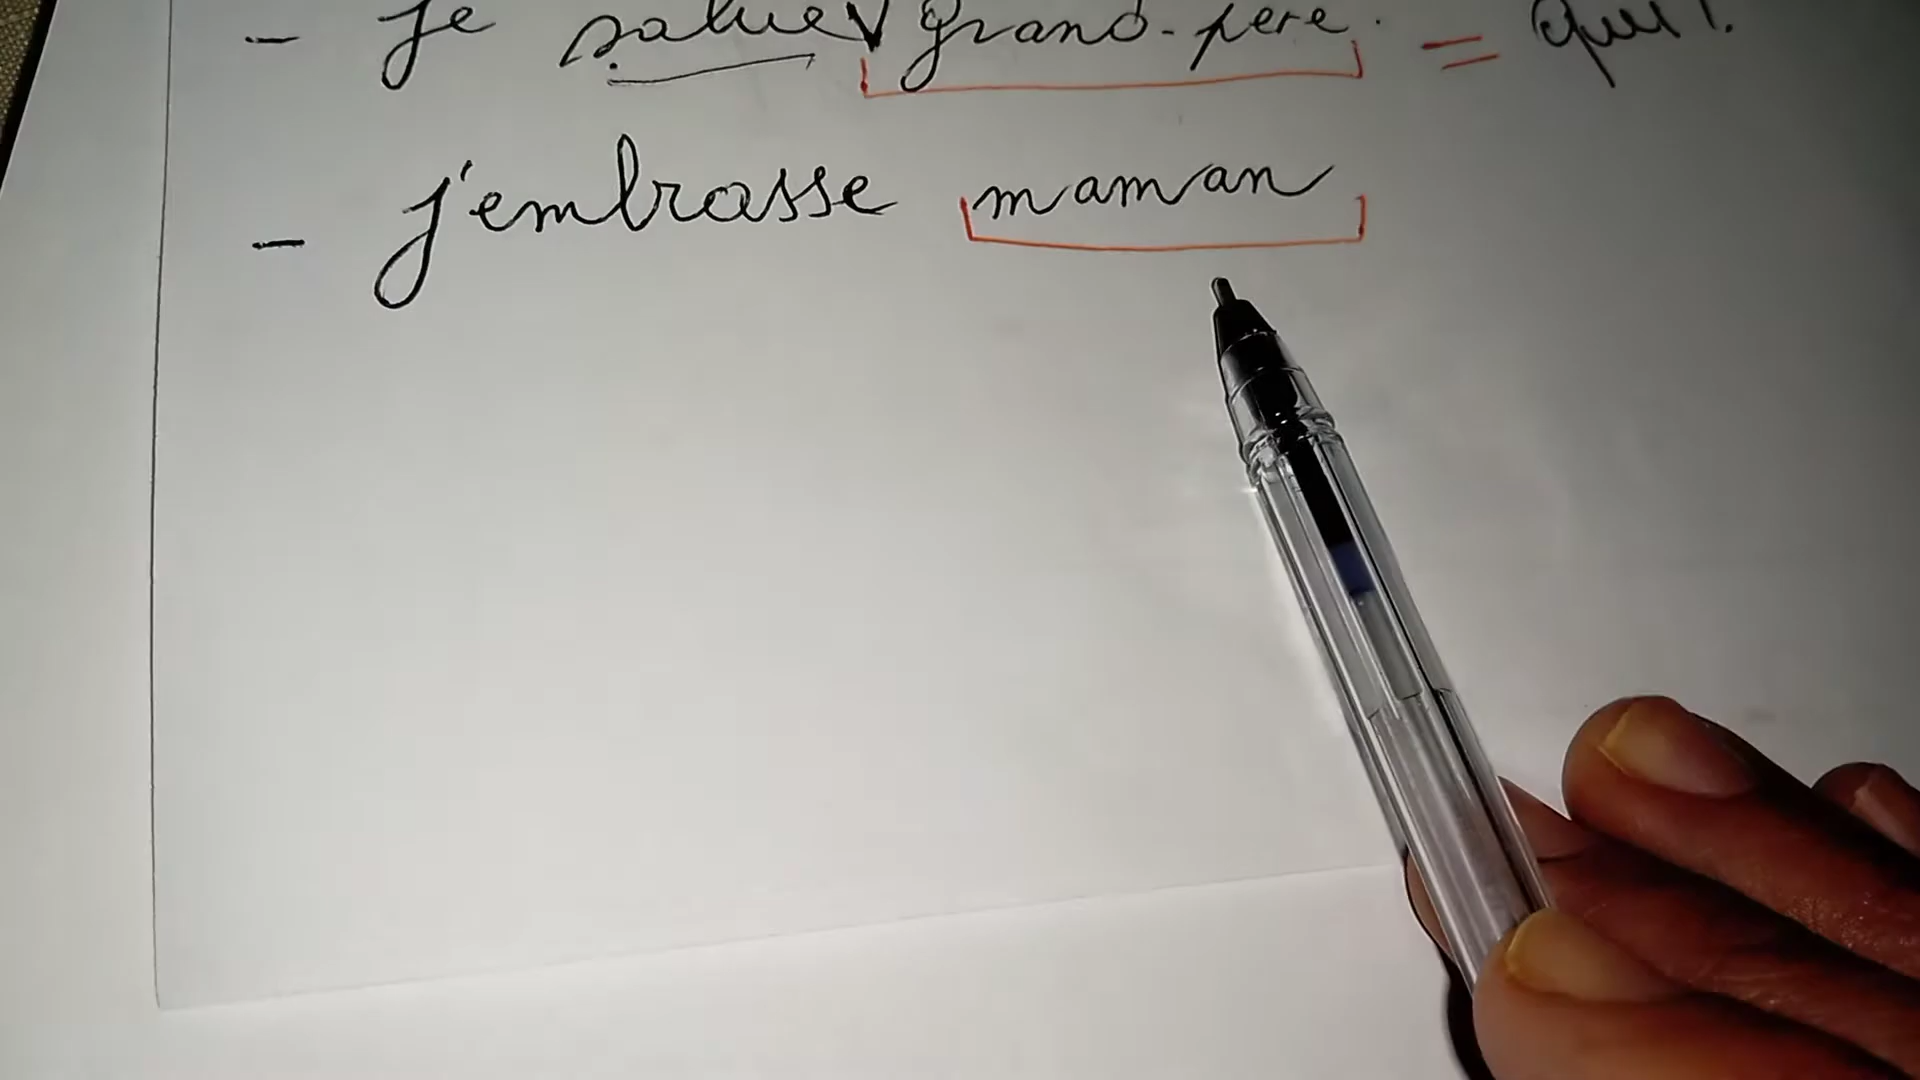 - Je salue grand-père. = qui ?
- j'embrasse maman